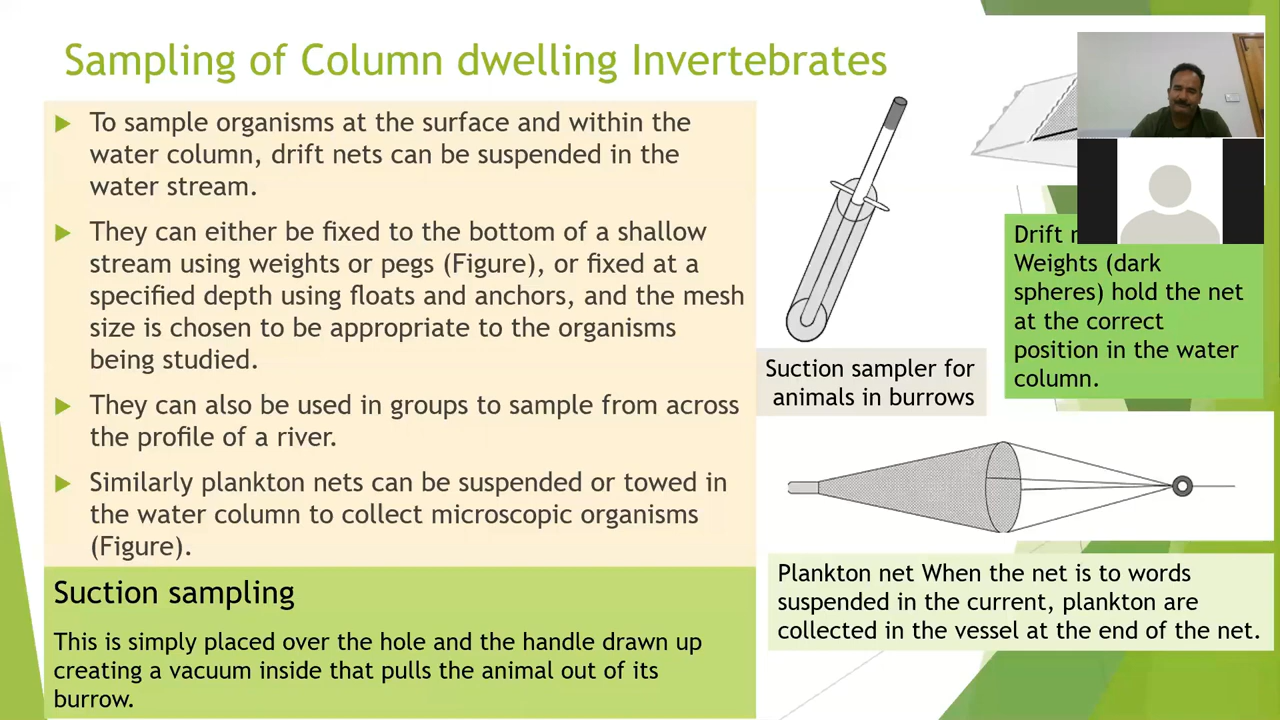 Sampling of Column dwelling Invertebrates
To sample organisms at the surface and within the
water column, drift nets can be suspended in the
water stream.
They can either be fixed to the bottom of a shallow
stream using weights or pegs (Figure), or fixed at a
specified depth using floats and anchors, and the mesh
size is chosen to be appropriate to the organisms
being studied.
They can also be used in groups to sample from across
the profile of a river.
Similarly plankton nets can be suspended or towed in
the water column to collect microscopic organisms
(Figure).
Suction sampling
This is simply placed over the hole and the handle drawn up
creating a vacuum inside that pulls the animal out of its
burrow.
Suction sampler for
animals in burrows
Drift
Weights (dark
spheres) hold the net
at the correct
position in the water
column.
Plankton net When the net is to words
suspended in the current, plankton are
collected in the vessel at the end of the net.